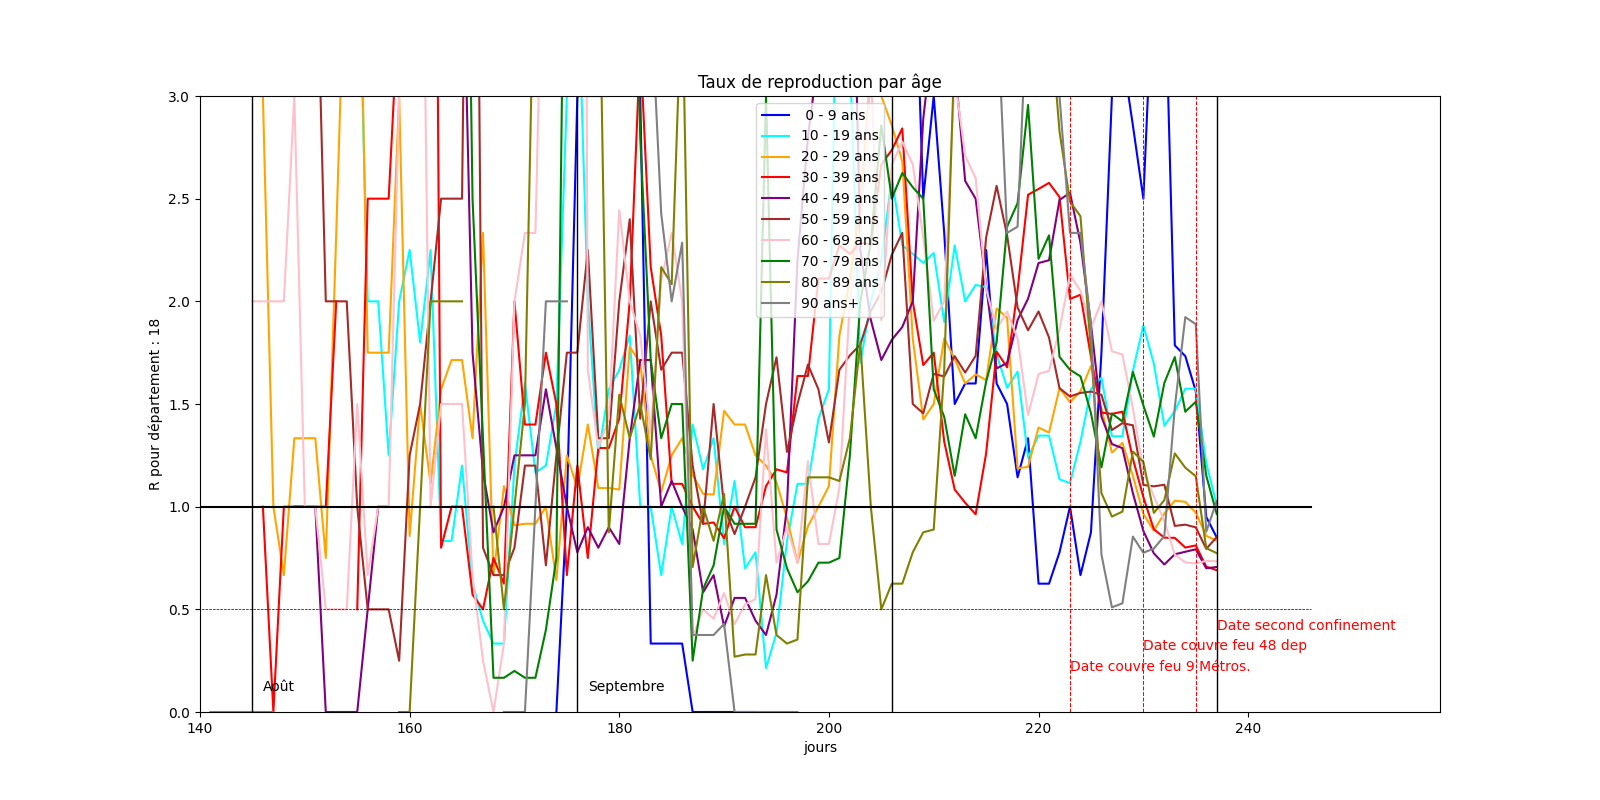 Taux de reproduction par âge
3.0
2.5
2.0
1.5
1.0
0.5
0.0
R pour département : 18
0 - 9 ans
10 - 19 ans
20 - 29 ans
30 - 39 ans
40 - 49 ans
50 - 59 ans
60 - 69 ans
70 - 79 ans
80 - 89 ans
90 ans+
Date second confinement
Date couvre feu 48 dep
Date couvre feu 9 Métros.
Août
Septembre
140
160
180
200
220
240
jours